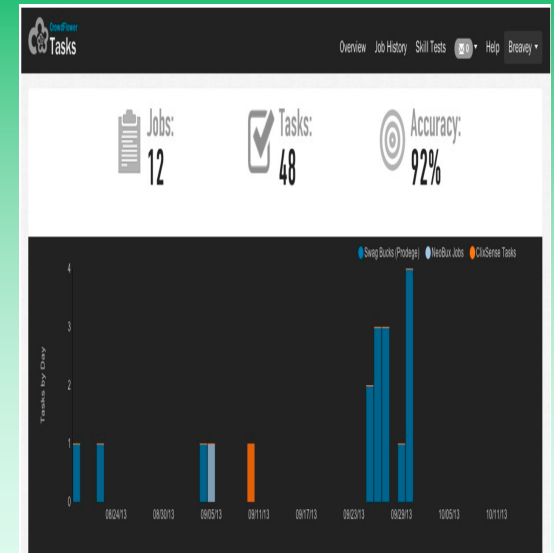 CrowdFlower
Tasks
Overview Job History Skill Tests 0 Help Breavey
Jobs:
12
Tasks:
48
Accuracy:
92%
Swag Bucks (Prodege) NeoBux Jobs ClixSense Tasks
Tasks by Day
4
3
2
1
0
08/24/13 08/30/13 09/05/13 09/11/13 09/17/13 09/23/13 09/29/13 10/05/13 10/11/13